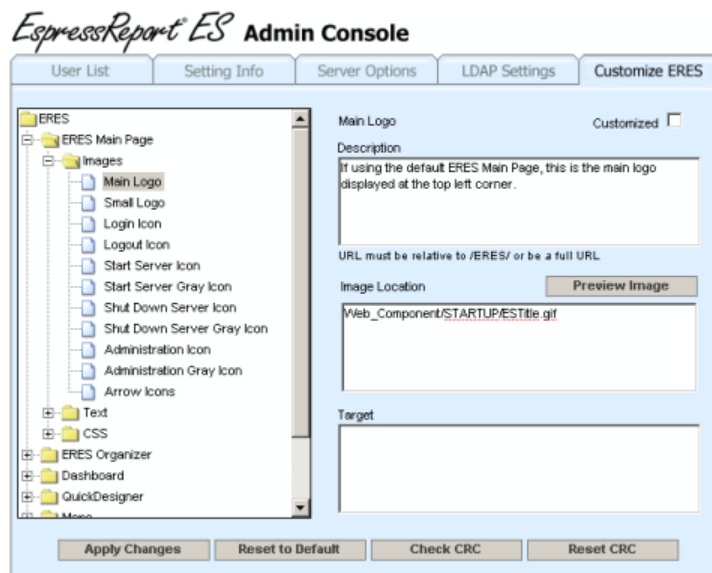 EspressReport ES Admin Console
User List Setting Info Server Options LDAP Settings Customize ERES
ERES
ERES Main Page
Images
Main Logo
Small Logo
Login Icon
Logout Icon
Start Server Icon
Start Server Gray Icon
Shut Down Server Icon
Shut Down Server Gray Icon
Administration Icon
Administration Gray Icon
Arrow Icons
Text
CSS
ERES Organizer
Dashboard
QuickDesigner
Main Logo Customized
Description
If using the default ERES Main Page, this is the main logo
displayed at the top left corner.
URL must be relative to /ERES/ or be a full URL
Image Location Preview Image
Web_Component/STARTUP/ESTitle.gif
Target
Apply Changes Reset to Default Check CRC Reset CRC